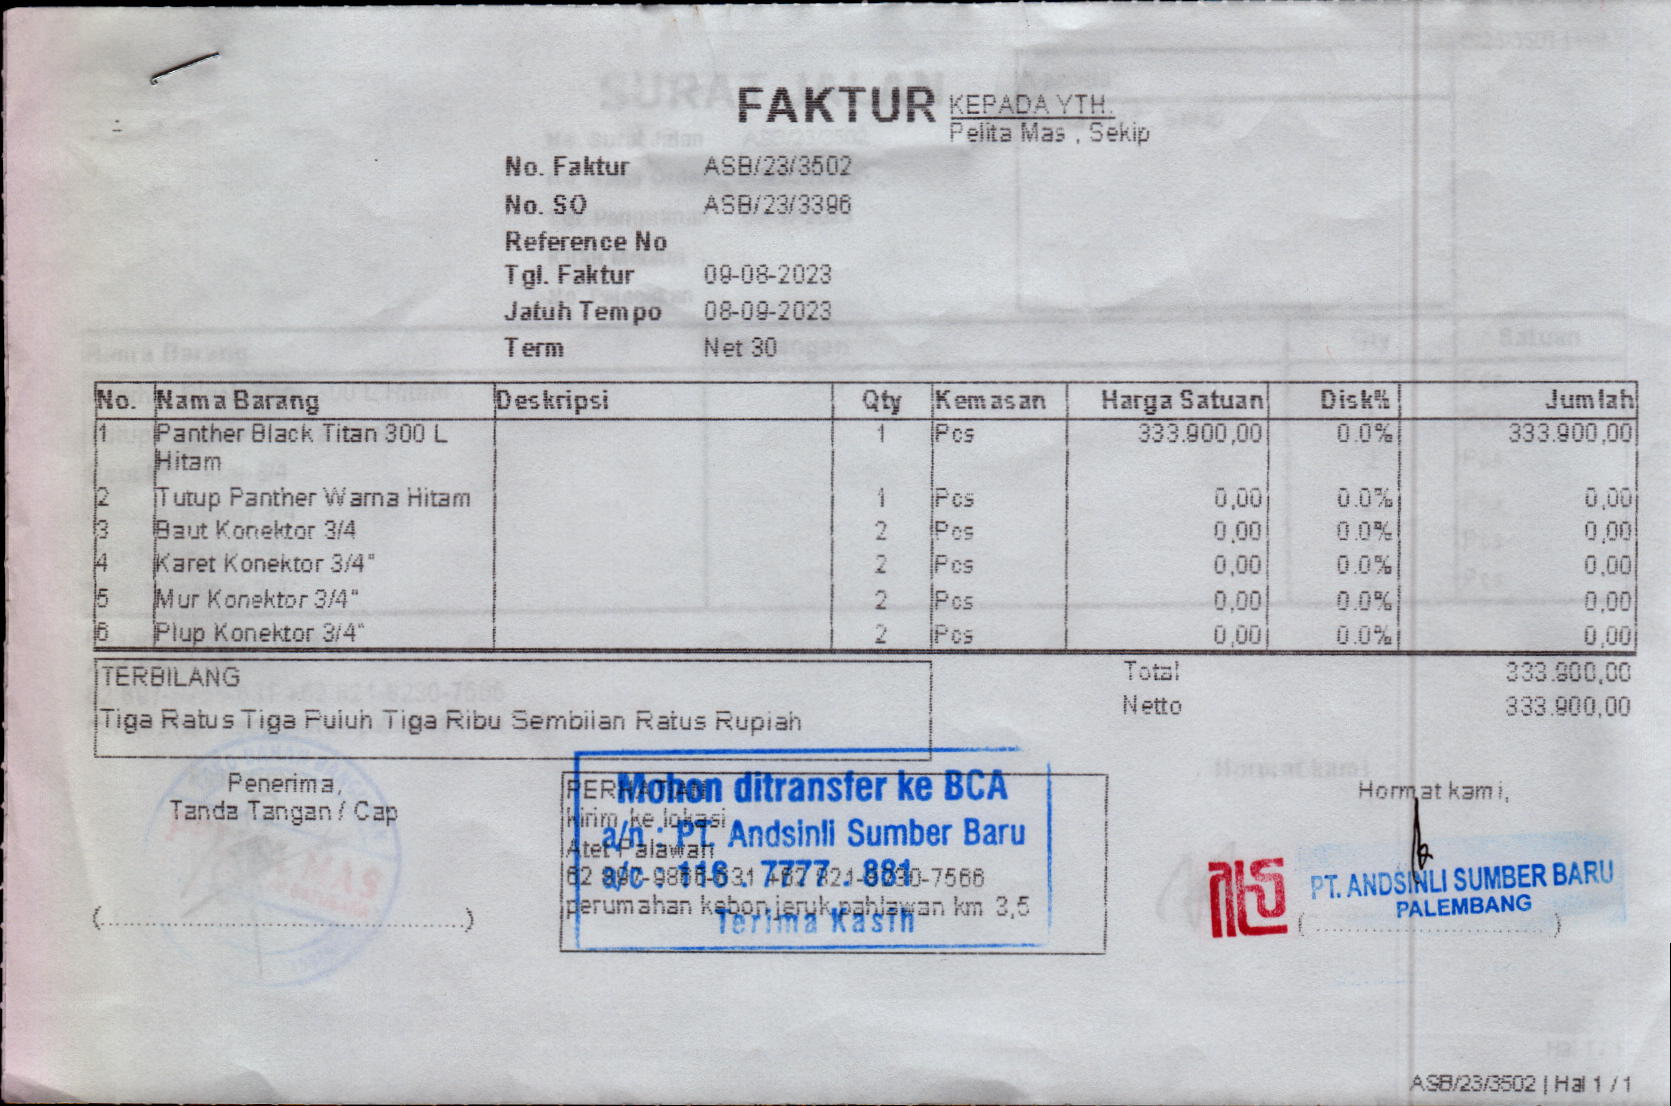 FAKTUR
KEPADA YTH.
Pelita Mas , Sekip
No. Faktur ASB/23/3502
No. SO ASB/23/3396
Reference No
Tgl. Faktur 09-08-2023
Jatuh Tempo 08-09-2023
Term Net 30
No. Nama Barang Deskripsi Qty Kemasan Harga Satuan Disk% Jumlah
1 Panther Black Titan 300 L 1 Pcs 333.900,00 0.0% 333.900,00
Hitam
2 Tutup Panther Warna Hitam 1 Pcs 0,00 0.0% 0,00
3 Baut Konektor 3/4 2 Pcs 0,00 0.0% 0,00
4 Karet Konektor 3/4" 2 Pcs 0,00 0.0% 0,00
5 Mur Konektor 3/4" 2 Pcs 0,00 0.0% 0,00
6 Plup Konektor 3/4" 2 Pcs 0,00 0.0% 0,00
TERBILANG
Tiga Ratus Tiga Puluh Tiga Ribu Sembilan Ratus Rupiah
Total 333.900,00
Netto 333.900,00
Penerima,
Tanda Tangan / Cap
(..................................................)
PERHATIAN
kirim ke lokasi
Atet Palawan
perumahan kebon jeruk pahlawan km 3,5
Mohon ditransfer ke BCA
a/n : PT. Andsinli Sumber Baru
a/c : 116 . 7777 . 881
Terima Kasih
Hormat kami,
PT. ANDSINLI SUMBER BARU
PALEMBANG
(..................................)
ASB/23/3502 | Hal 1 / 1